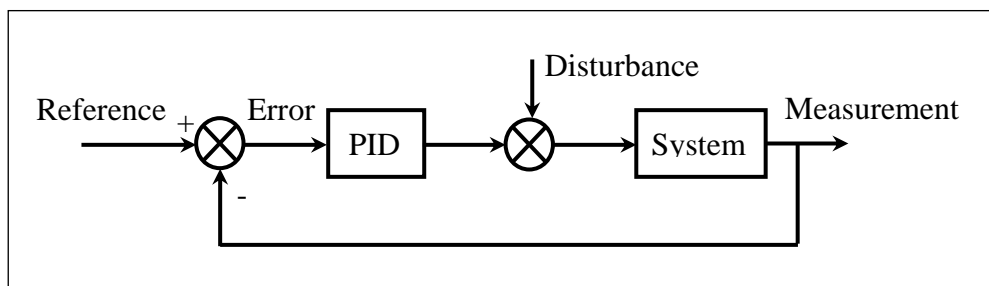 Disturbance
Reference
+
Error
PID
System
Measurement
-